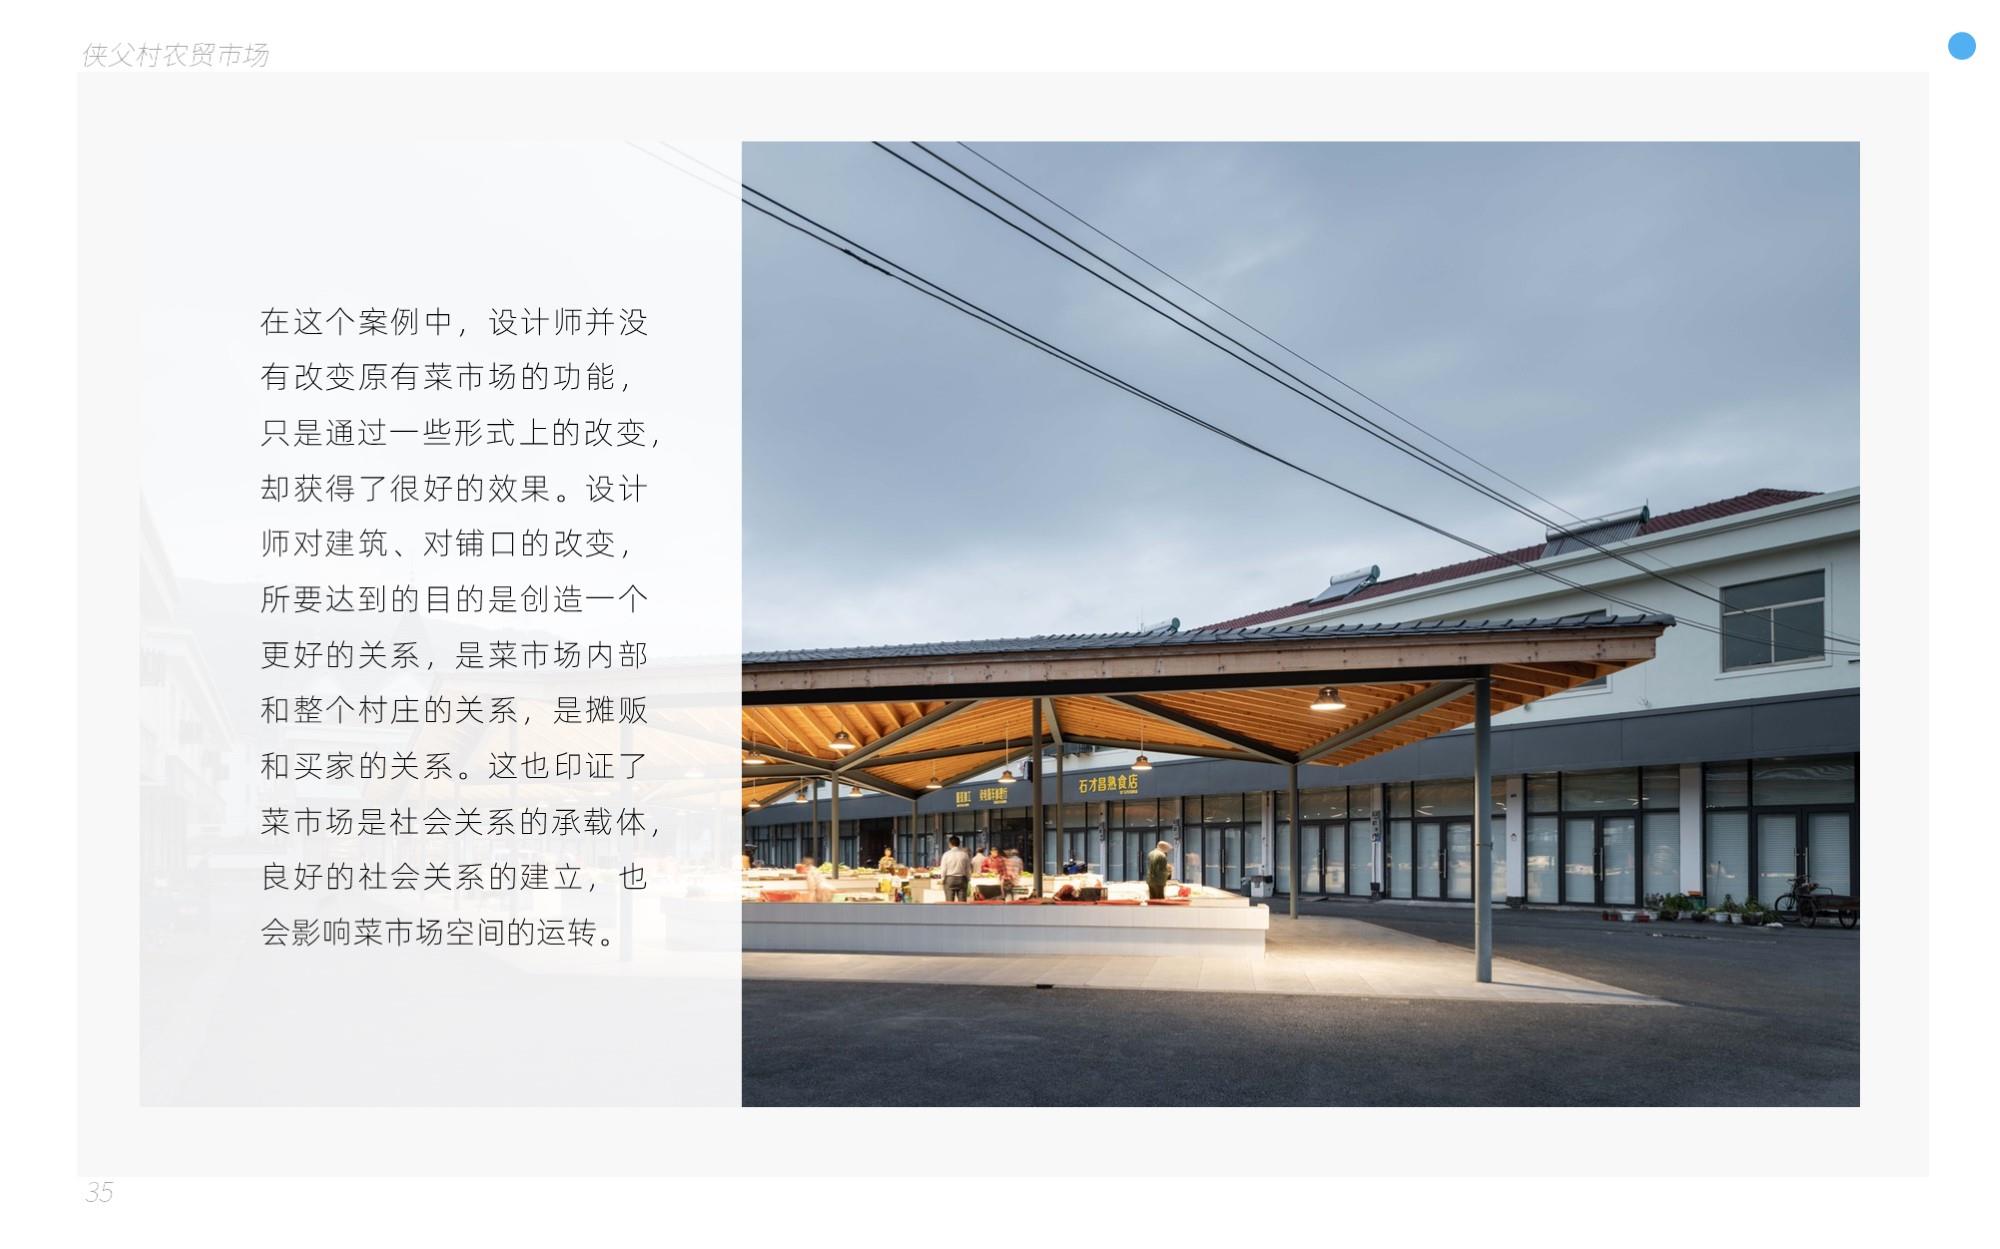 侠父村农贸市场
在这个案例中，设计师并没
有改变原有菜市场的功能，
只是通过一些形式上的改变，
却获得了很好的效果。设计
师对建筑、对铺口的改变，
所要达到的目的是创造一个
更好的关系，是菜市场内部
和整个村庄的关系，是摊贩
和买家的关系。这也印证了
菜市场是社会关系的承载体，
良好的社会关系的建立，也
会影响菜市场空间的运转。
石才昌熟食店
35